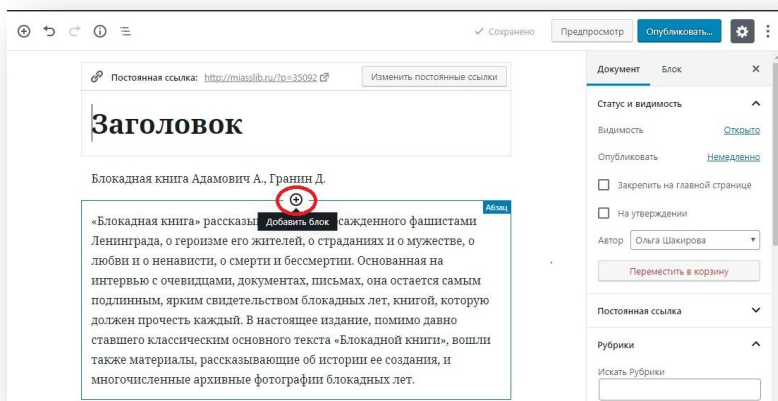 Сохранено
Предпросмотр
Опубликовать...
Постоянная ссылка: http://miasslib.ru/?p=35092
Изменить постоянные ссылки
Заголовок
Блокадная книга Адамович А., Гранин Д.
Абзац
Добавить блок
«Блокадная книга» рассказы сажденного фашистами
Ленинграда, о героизме его жителей, о страданиях и о мужестве, о
любви и о ненависти, о смерти и бессмертии. Основанная на
интервью с очевидцами, документах, письмах, она остается самым
подлинным, ярким свидетельством блокадных лет, книгой, которую
должен прочесть каждый. В настоящее издание, помимо давно
ставшего классическим основного текста «Блокадной книги», вошли
также материалы, рассказывающие об истории ее создания, и
многочисленные архивные фотографии блокадных лет.
Документ Блок
Статус и видимость
Видимость Открыто
Опубликовать Немедленно
Закрепить на главной странице
На утверждении
Автор Ольга Шакирова
Переместить в корзину
Постоянная ссылка
Рубрики
Искать Рубрики